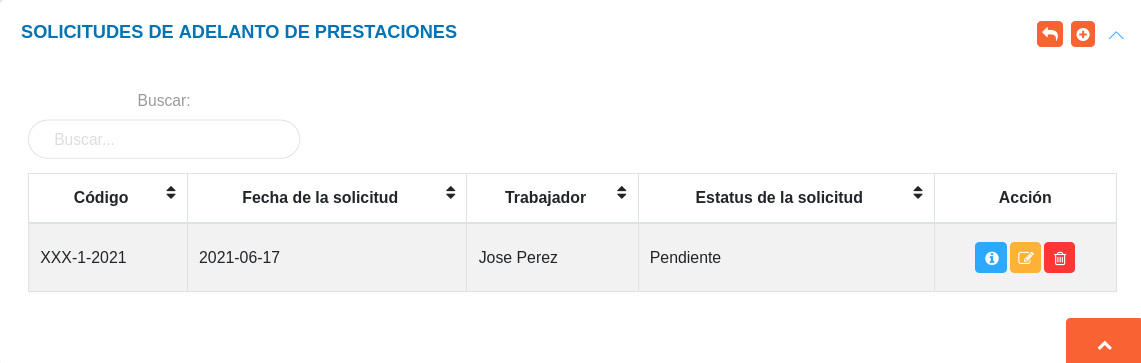 SOLICITUDES DE ADELANTO DE PRESTACIONES
Buscar:
Buscar...
Código Fecha de la solicitud Trabajador Estatus de la solicitud Acción
XXX-1-2021 2021-06-17 Jose Perez Pendiente